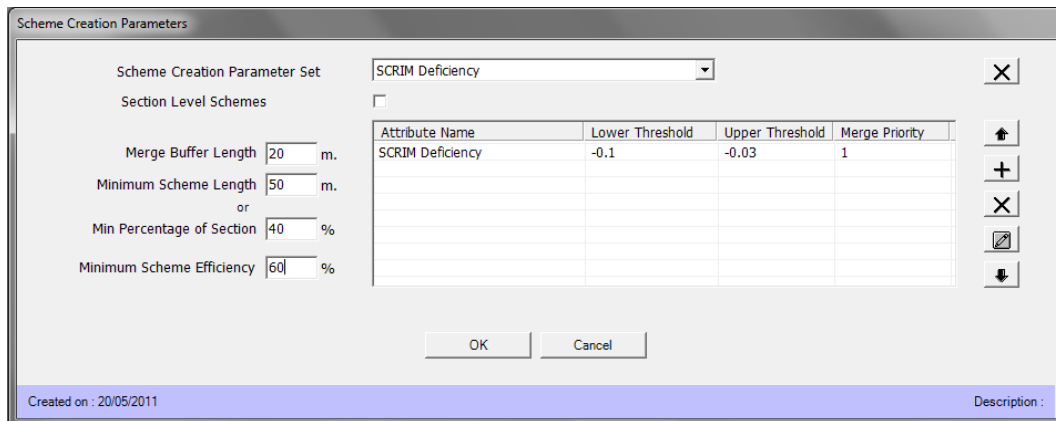 Scheme Creation Parameters
Scheme Creation Parameter Set SCRIM Deficiency
Section Level Schemes
Attribute Name Lower Threshold Upper Threshold Merge Priority
SCRIM Deficiency -0.1 -0.03 1
Merge Buffer Length 20 m.
Minimum Scheme Length 50 m.
or
Min Percentage of Section 40 %
Minimum Scheme Efficiency 60 %
OK Cancel
Created on : 20/05/2011 Description :